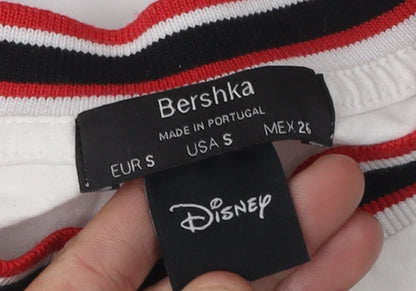 Bershka
MADE IN PORTUGAL
EUR S USA S MEX 26
Disney